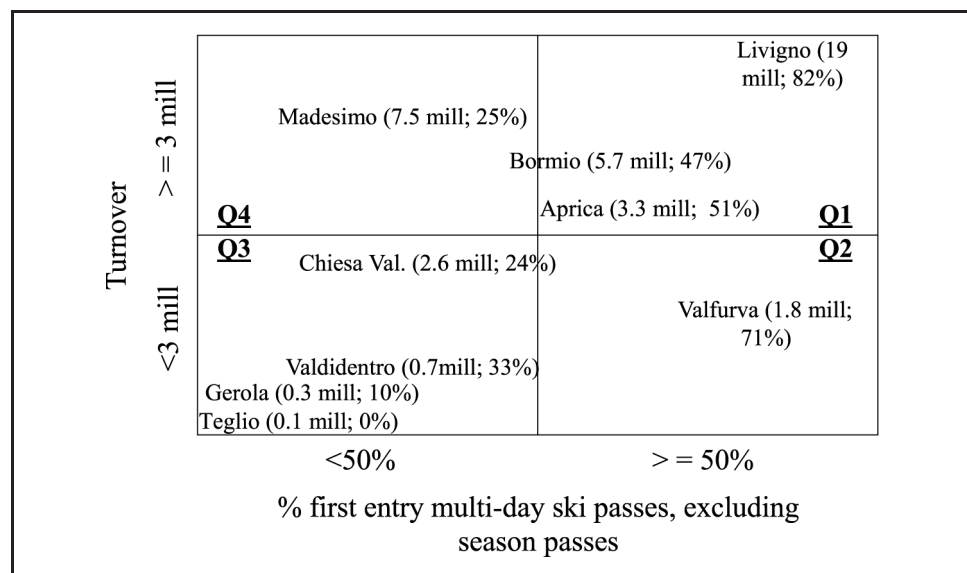 Livigno (19
mill; 82%)
Madesimo (7.5 mill; 25%)
Bormio (5.7 mill; 47%)
Aprica (3.3 mill;  51%)
Q4
Q1
Q3
Q2
Chiesa Val. (2.6 mill; 24%)
Valfurva (1.8 mill;
71%)
Valdidentro (0.7mill; 33%)
Gerola (0.3 mill; 10%)
Teglio (0.1 mill; 0%)
Turnover
> = 3 mill
<3 mill
<50%
> = 50%
% first entry multi-day ski passes, excluding
season passes